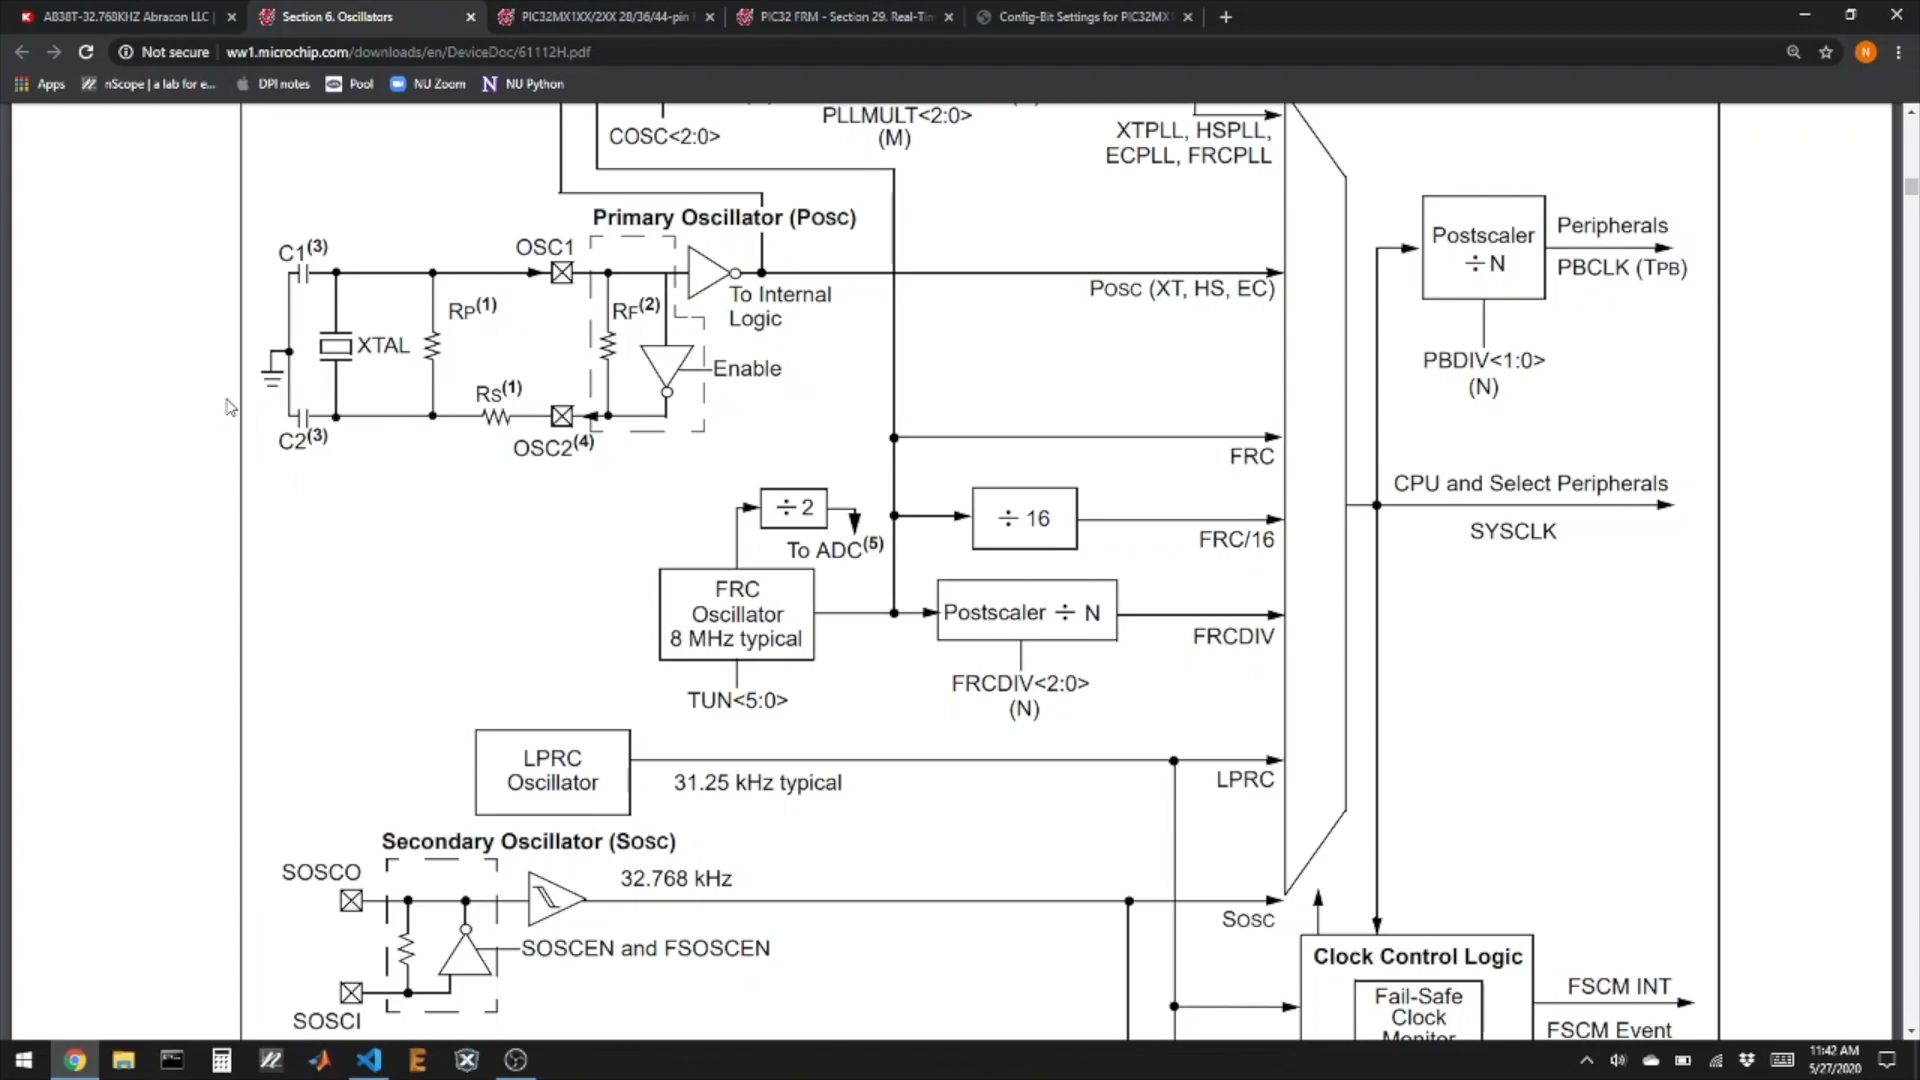 AB38T-32.768KHZ Abracon LLC |
Section 6. Oscillators
PIC32MX1XX/2XX 28/36/44-pin
PIC32 FRM - Section 29. Real-Tim
Config-Bit Settings for PIC32MX
Not secure
ww1.microchip.com/downloads/en/DeviceDoc/61112H.pdf
N
Apps
nScope | a lab for e...
DPI notes
Pool
NU Zoom
NU Python
COSC<2:0>
PLLMULT<2:0>
(M)
XTPLL, HSPLL,
ECPLL, FRCPLL
Primary Oscillator (POSC)
C1(3)
OSC1
RP(1)
RF(2)
To Internal
Logic
POSC (XT, HS, EC)
XTAL
Enable
RS(1)
C2(3)
OSC2(4)
Postscaler
÷ N
Peripherals
PBCLK (TPB)
PBDIV<1:0>
(N)
FRC
CPU and Select Peripherals
SYSCLK
÷ 2
To ADC(5)
÷ 16
FRC/16
FRC
Oscillator
8 MHz typical
Postscaler ÷ N
FRCDIV
TUN<5:0>
FRCDIV<2:0>
(N)
LPRC
Oscillator
31.25 kHz typical
LPRC
Secondary Oscillator (SOSC)
SOSCO
32.768 kHz
SOSC
SOSCEN and FSOSCEN
SOSCI
Clock Control Logic
Fail-Safe
Clock
Monitor
FSCM INT
FSCM Event
11:42 AM
5/27/2020